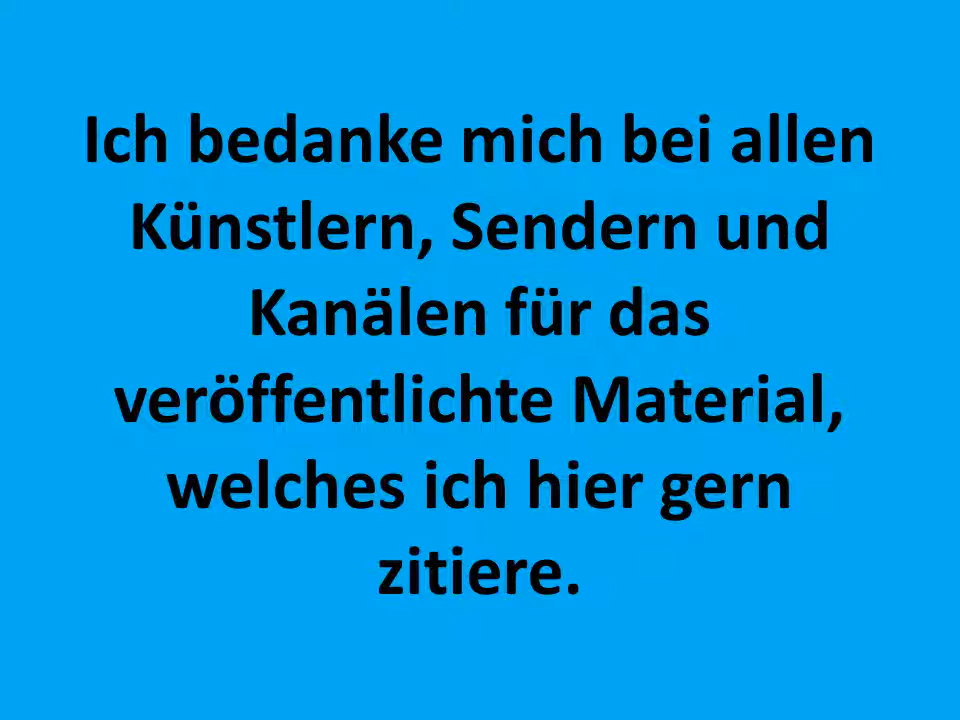 Ich bedanke mich bei allen
Künstlern, Sendern und
Kanälen für das
veröffentlichte Material,
welches ich hier gern
zitiere.